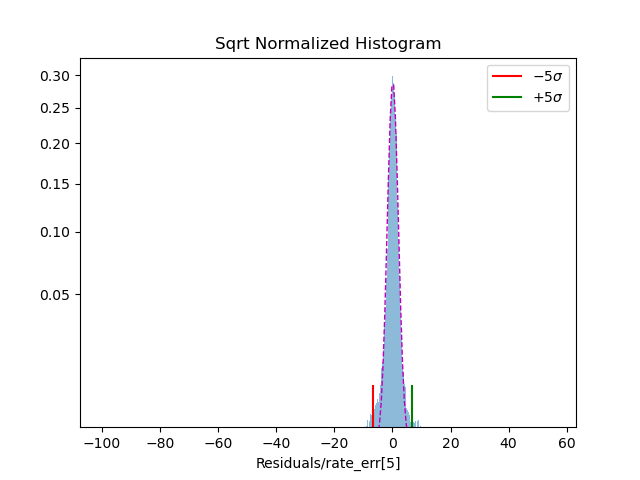 Sqrt Normalized Histogram
−5σ
+5σ
0.30
0.25
0.20
0.15
0.10
0.05
−100 −80 −60 −40 −20 0 20 40 60
Residuals/rate_err[5]